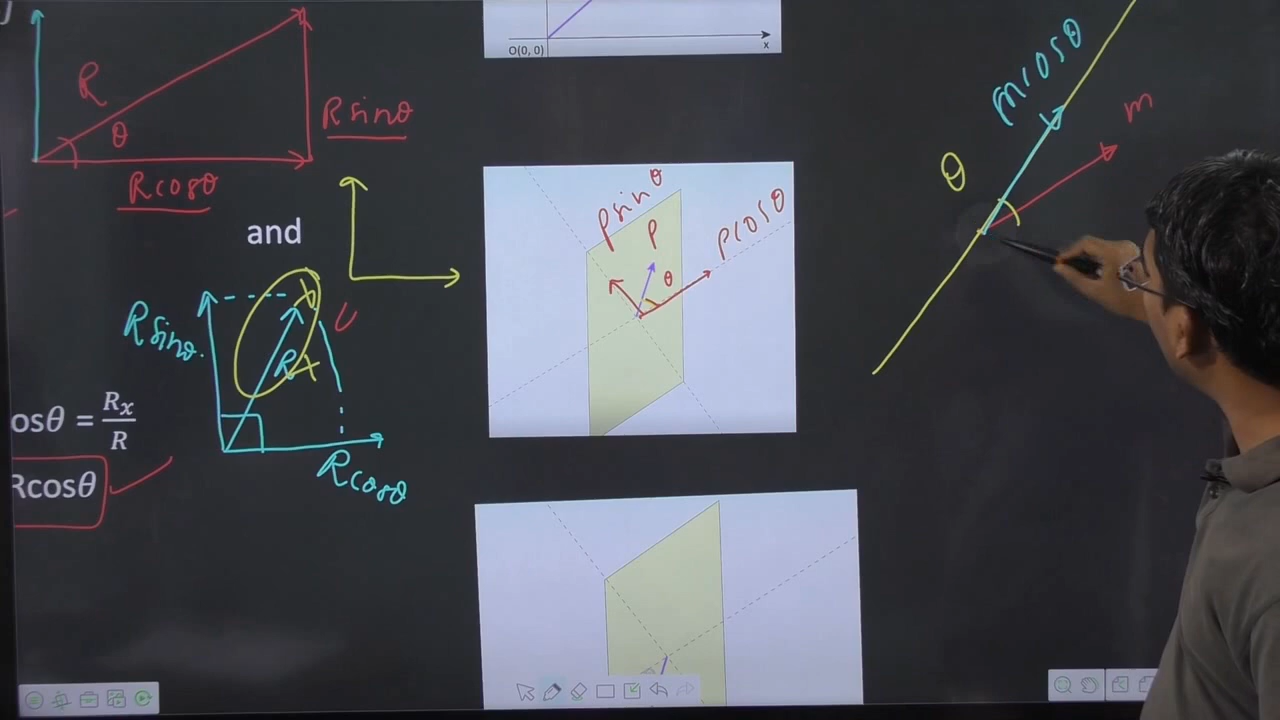 R
θ
Rsinθ
Rcosθ
and
Rsinθ.
R
Rcosθ
osθ = Rx/R
Rcosθ
O(0, 0)
x
Psinθ
P
Pcosθ
θ
mcosθ
m
θ